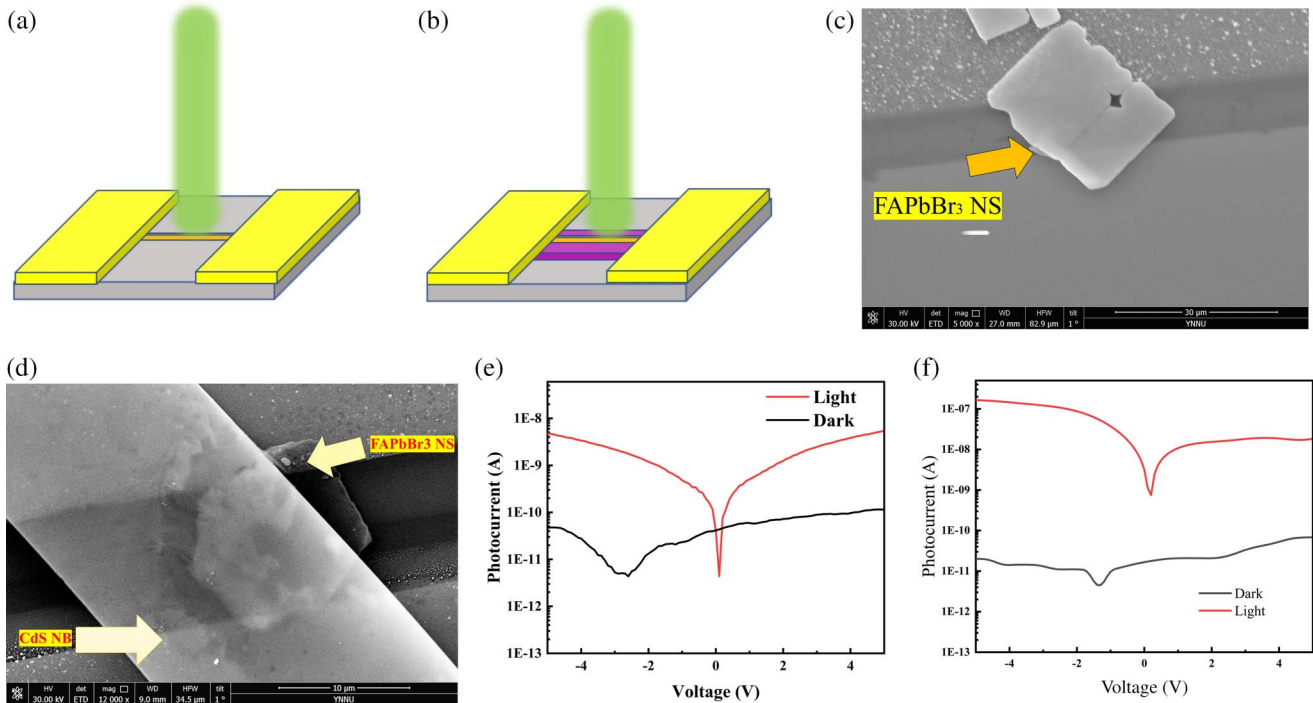 (a)
(b)
(c)
FAPbBr₃ NS
HV det mag □ WD HFW tilt 30 µm
30.00 kV ETD 5 000 x 27.0 mm 82.9 µm 1 ° YNNU
(d)
FAPbBr3 NS
CdS NB
HV det mag □ WD HFW tilt 10 µm
30.00 kV ETD 12 000 x 9.0 mm 34.5 µm 1 ° YNNU
(e)
Light
Dark
Photocurrent (A)
1E-8
1E-9
1E-10
1E-11
1E-12
1E-13
-4 -2 0 2 4
Voltage (V)
(f)
Photocurrent (A)
1E-07
1E-08
1E-09
1E-10
1E-11
1E-12
1E-13
Dark
Light
-4 -2 0 2 4
Voltage (V)